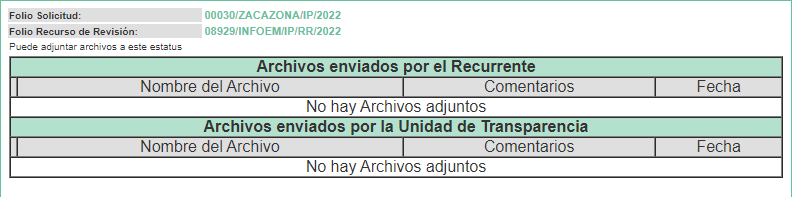 Folio Solicitud: 00030/ZACAZONA/IP/2022
Folio Recurso de Revisión: 08929/INFOEM/IP/RR/2022
Puede adjuntar archivos a este estatus
Archivos enviados por el Recurrente
Nombre del Archivo Comentarios Fecha
No hay Archivos adjuntos
Archivos enviados por la Unidad de Transparencia
Nombre del Archivo Comentarios Fecha
No hay Archivos adjuntos